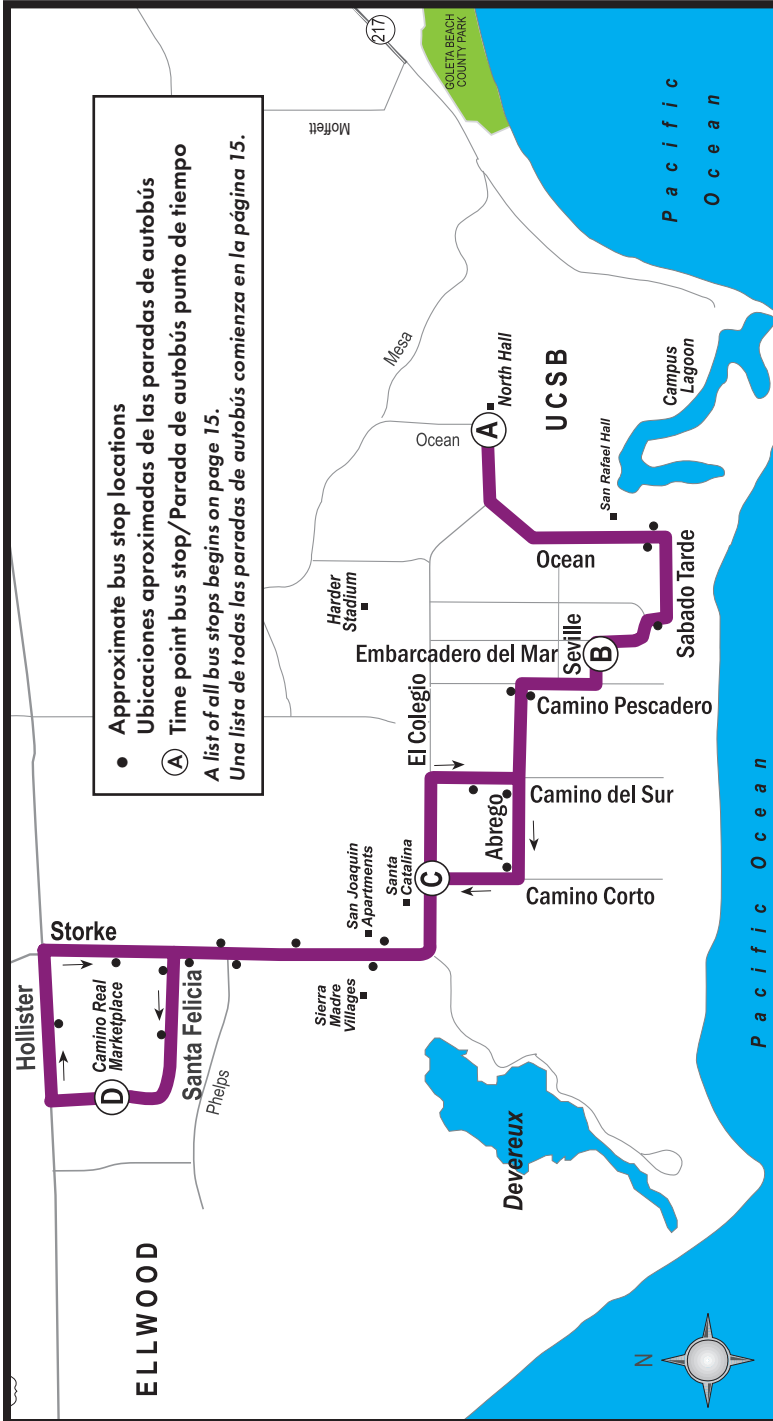 • Approximate bus stop locations
Ubicaciones aproximadas de las paradas de autobús
A Time point bus stop/Parada de autobús punto de tiempo
A list of all bus stops begins on page 15.
Una lista de todas las paradas de autobús comienza en la página 15.
217
GOLETA BEACH
COUNTY PARK
Moffett
Pacific
Ocean
Mesa
Ocean
A
North Hall
UCSB
San Rafael Hall
Campus
Lagoon
Harder
Stadium
Ocean
Sabado Tarde
Embarcadero del Mar
Seville
B
El Colegio
Camino Pescadero
Camino del Sur
Abrego
Camino Corto
C
Santa
Catalina
San Joaquin
Apartments
Sierra
Madre
Villages
Storke
Hollister
Camino Real
Marketplace
D
Santa Felicia
Phelps
ELLWOOD
Devereux
Pacific Ocean
N